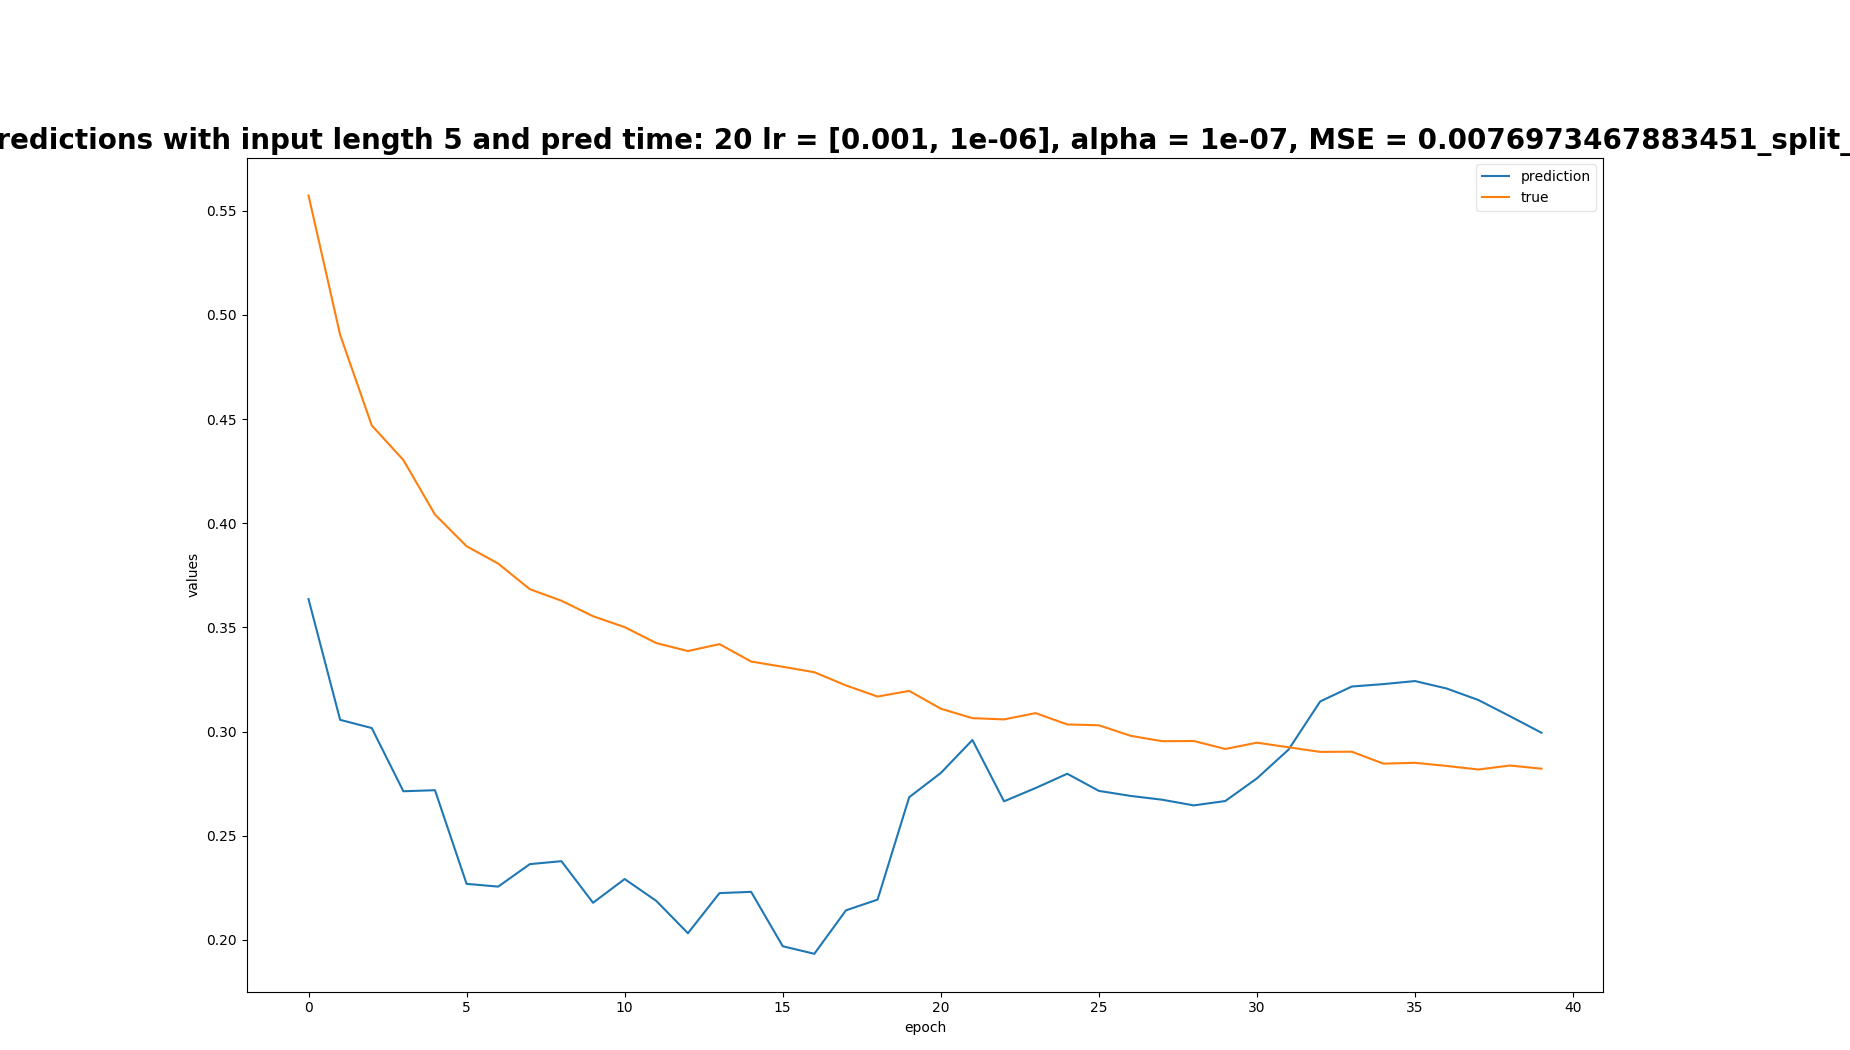 redictions with input length 5 and pred time: 20 lr = [0.001, 1e-06], alpha = 1e-07, MSE = 0.0076973467883451_split_
prediction
true
0.55
0.50
0.45
0.40
0.35
0.30
0.25
0.20
values
0 5 10 15 20 25 30 35 40
epoch